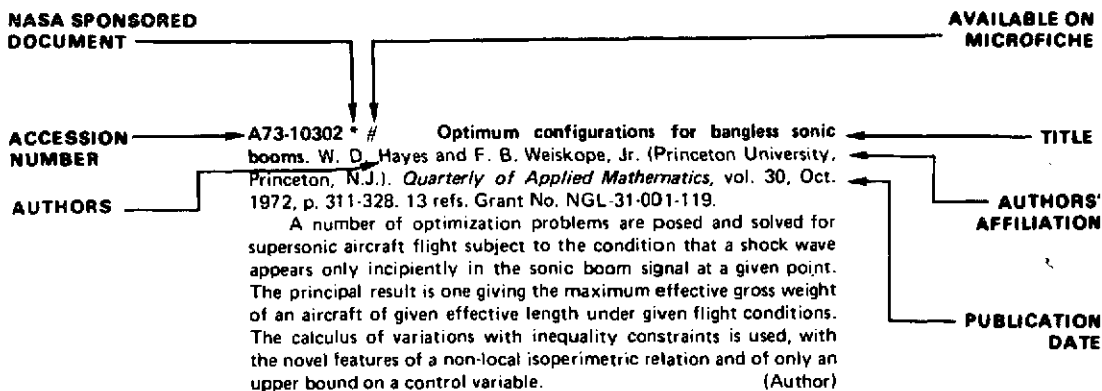 NASA SPONSORED
DOCUMENT
AVAILABLE ON
MICROFICHE
ACCESSION
NUMBER
A73-10302 * # Optimum configurations for bangless sonic
TITLE
booms. W. D. Hayes and F. B. Weiskope, Jr. (Princeton University,
Princeton, N.J.). Quarterly of Applied Mathematics, vol. 30, Oct.
AUTHORS
1972, p. 311-328. 13 refs. Grant No. NGL-31-001-119.
AUTHORS'
AFFILIATION
A number of optimization problems are posed and solved for
supersonic aircraft flight subject to the condition that a shock wave
appears only incipiently in the sonic boom signal at a given point.
The principal result is one giving the maximum effective gross weight
of an aircraft of given effective length under given flight conditions.
The calculus of variations with inequality constraints is used, with
the novel features of a non-local isoperimetric relation and of only an
upper bound on a control variable. (Author)
PUBLICATION
DATE